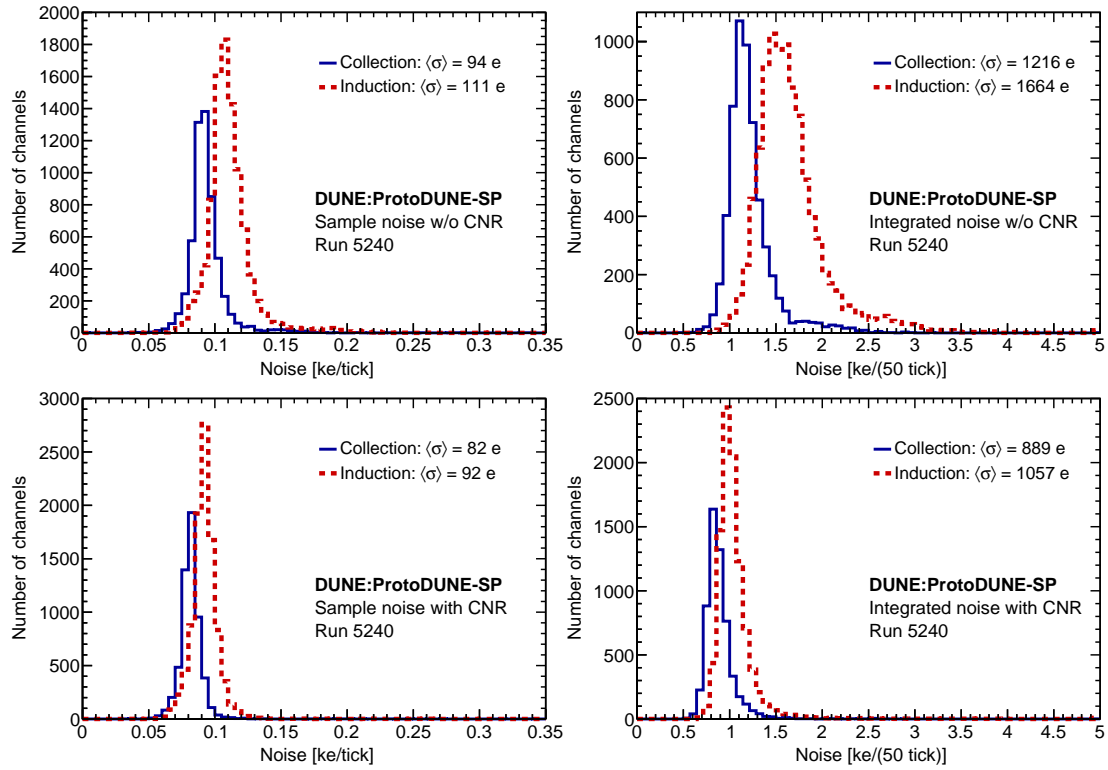 Number of channels
2000
1800
1600
1400
1200
1000
800
600
400
200
0
0 0.05 0.1 0.15 0.2 0.25 0.3 0.35
Noise [ke/tick]
Collection: ⟨σ⟩ = 94 e
Induction: ⟨σ⟩ = 111 e
DUNE:ProtoDUNE-SP
Sample noise w/o CNR
Run 5240
Number of channels
1000
800
600
400
200
0
0 0.5 1 1.5 2 2.5 3 3.5 4 4.5 5
Noise [ke/(50 tick)]
Collection: ⟨σ⟩ = 1216 e
Induction: ⟨σ⟩ = 1664 e
DUNE:ProtoDUNE-SP
Integrated noise w/o CNR
Run 5240
Number of channels
3000
2500
2000
1500
1000
500
0
0 0.05 0.1 0.15 0.2 0.25 0.3 0.35
Noise [ke/tick]
Collection: ⟨σ⟩ = 82 e
Induction: ⟨σ⟩ = 92 e
DUNE:ProtoDUNE-SP
Sample noise with CNR
Run 5240
Number of channels
2500
2000
1500
1000
500
0
0 0.5 1 1.5 2 2.5 3 3.5 4 4.5 5
Noise [ke/(50 tick)]
Collection: ⟨σ⟩ = 889 e
Induction: ⟨σ⟩ = 1057 e
DUNE:ProtoDUNE-SP
Integrated noise with CNR
Run 5240